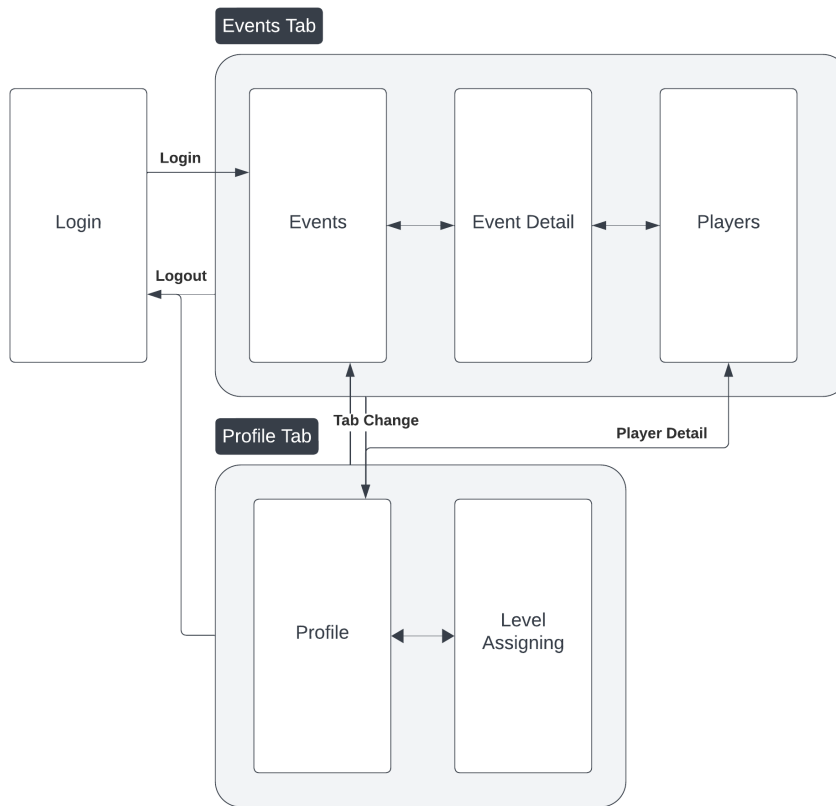 Events Tab
Login
Login
Events
Event Detail
Players
Logout
Tab Change
Player Detail
Profile Tab
Profile
Level
Assigning